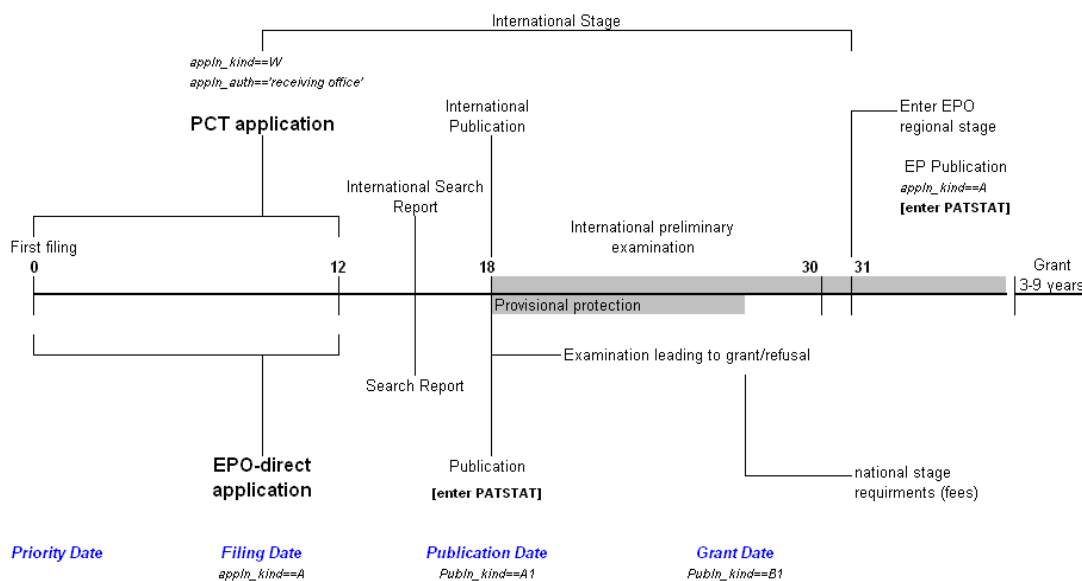 International Stage
appln_kind==W
appln_auth=='receiving office'
PCT application
International
Publication
Enter EPO
regional stage
EP Publication
appln_kind==A
[enter PATSTAT]
International Search
Report
International preliminary
examination
First filing
0
12
18
30
31
Grant
3-9 years
Provisional protection
Examination leading to grant/refusal
Search Report
EPO-direct
application
Publication
[enter PATSTAT]
national stage
requirments (fees)
Priority Date
Filing Date
Publication Date
Grant Date
appln_kind==A
Publn_kind==A1
Publn_kind==B1